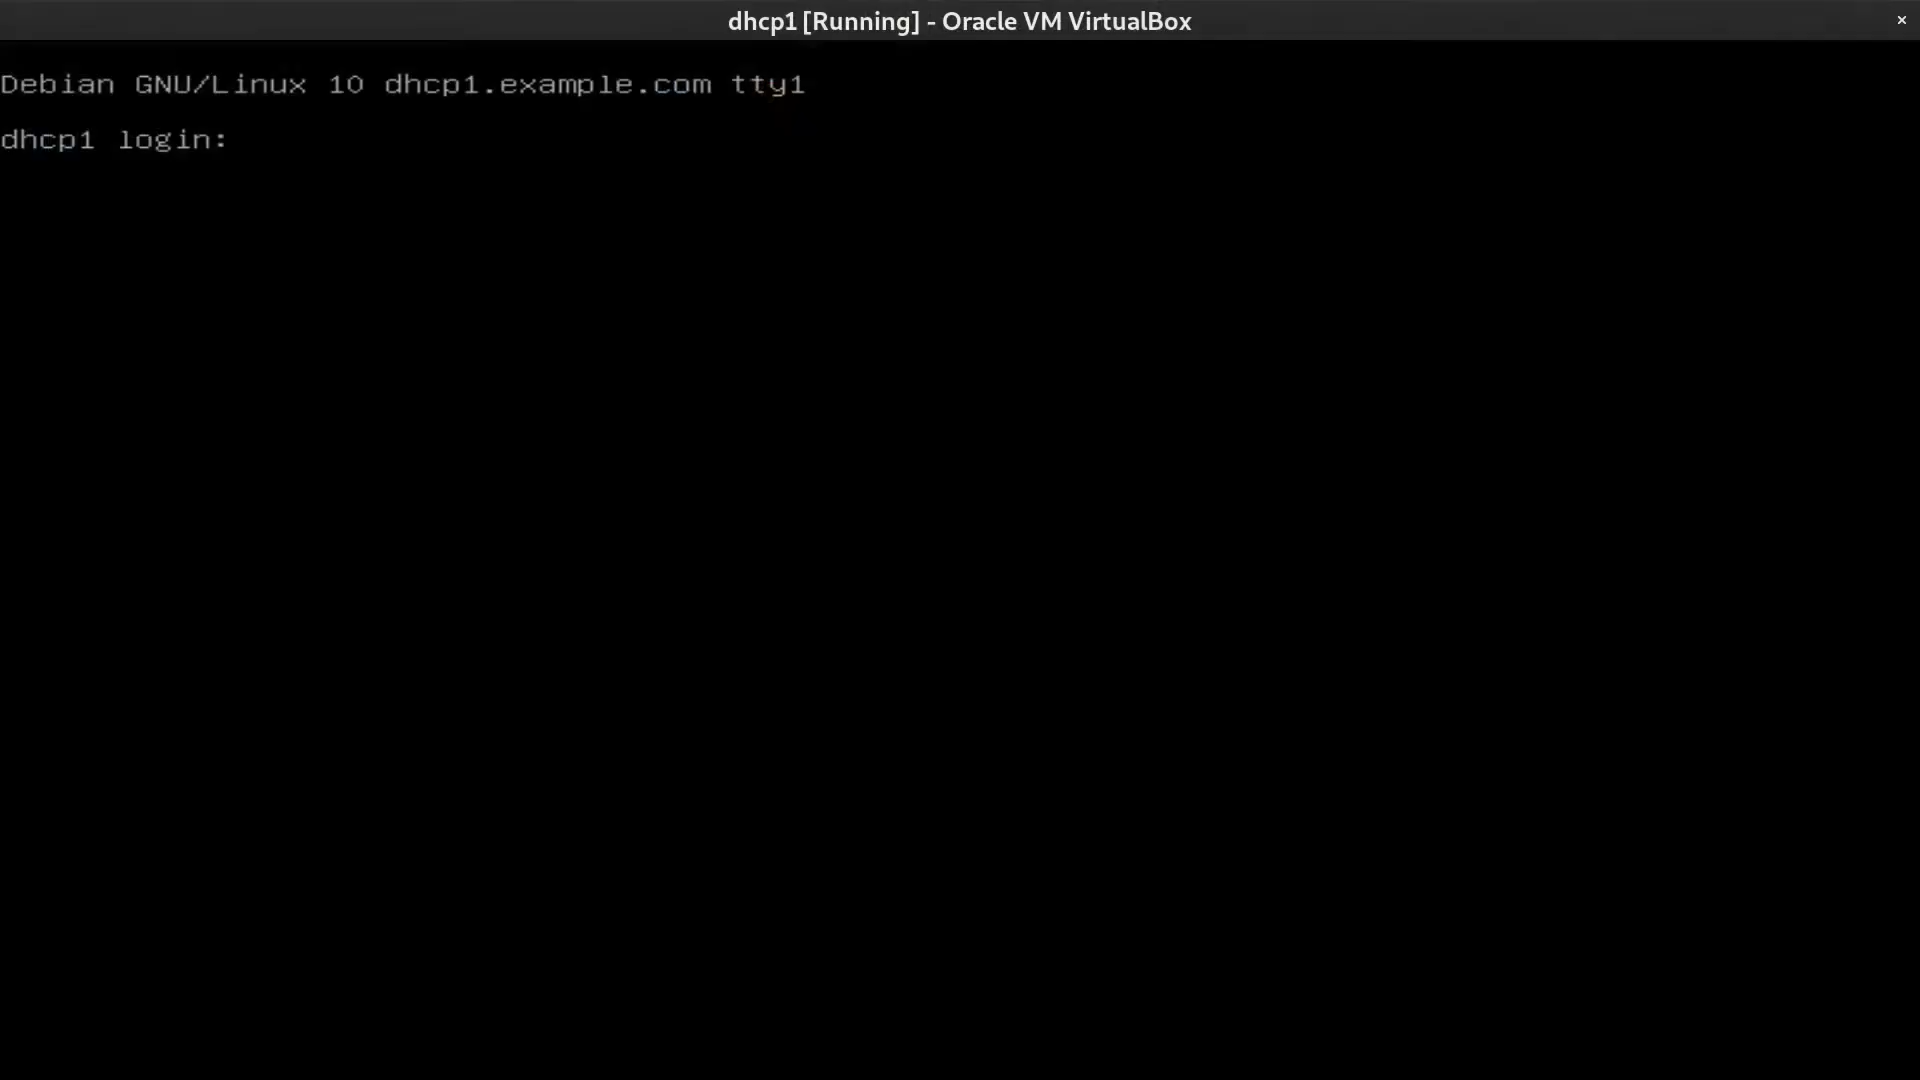 dhcp1 [Running] - Oracle VM VirtualBox
×
Debian GNU/Linux 10 dhcp1.example.com tty1
dhcp1 login: